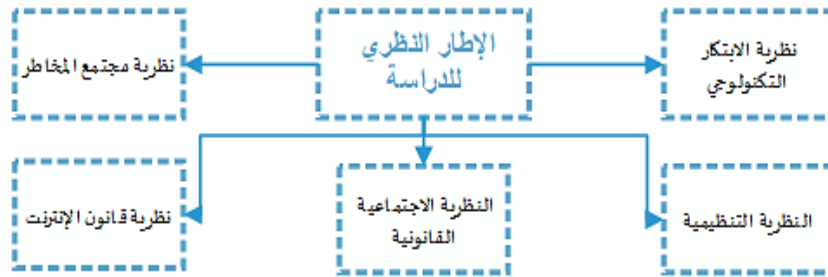 الإطار النظري
للدراسة
نظرية الابتكار
التكنولوجي
نظرية مجتمع المخاطر
النظرية التنظيمية
النظرية الاجتماعية
القانونية
نظرية قانون الإنترنت